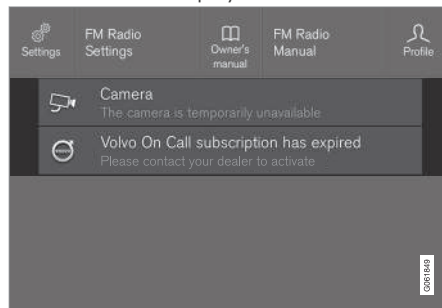 Settings
FM Radio
Settings
Owner's
manual
FM Radio
Manual
Profile
Camera
The camera is temporarily unavailable
Volvo On Call subscription has expired
Please contact your dealer to activate
G061849